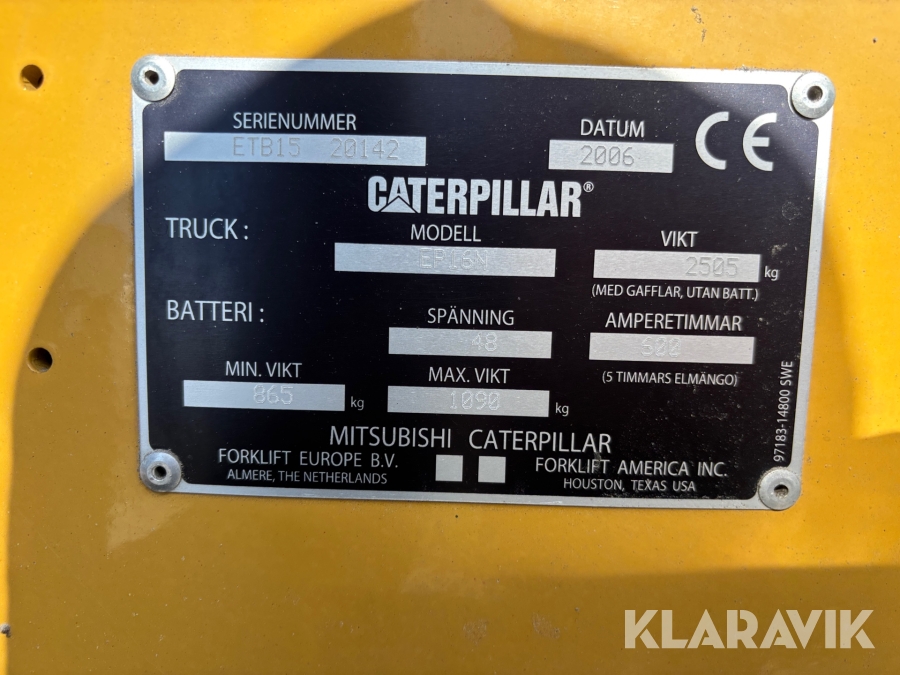 SERIENUMMER
ETB15 20142
DATUM
2006
CE
CATERPILLAR®
TRUCK :
MODELL
VIKT
2505 kg
(MED GAFFLAR, UTAN BATT.)
BATTERI :
SPÄNNING
48
AMPERETIMMAR
(5 TIMMARS ELMÄNGO)
MIN. VIKT
865 kg
MAX. VIKT
1090 kg
97183-14800 SWE
MITSUBISHI CATERPILLAR
FORKLIFT EUROPE B.V.
ALMERE, THE NETHERLANDS
FORKLIFT AMERICA INC.
HOUSTON, TEXAS USA
KLARAVIK